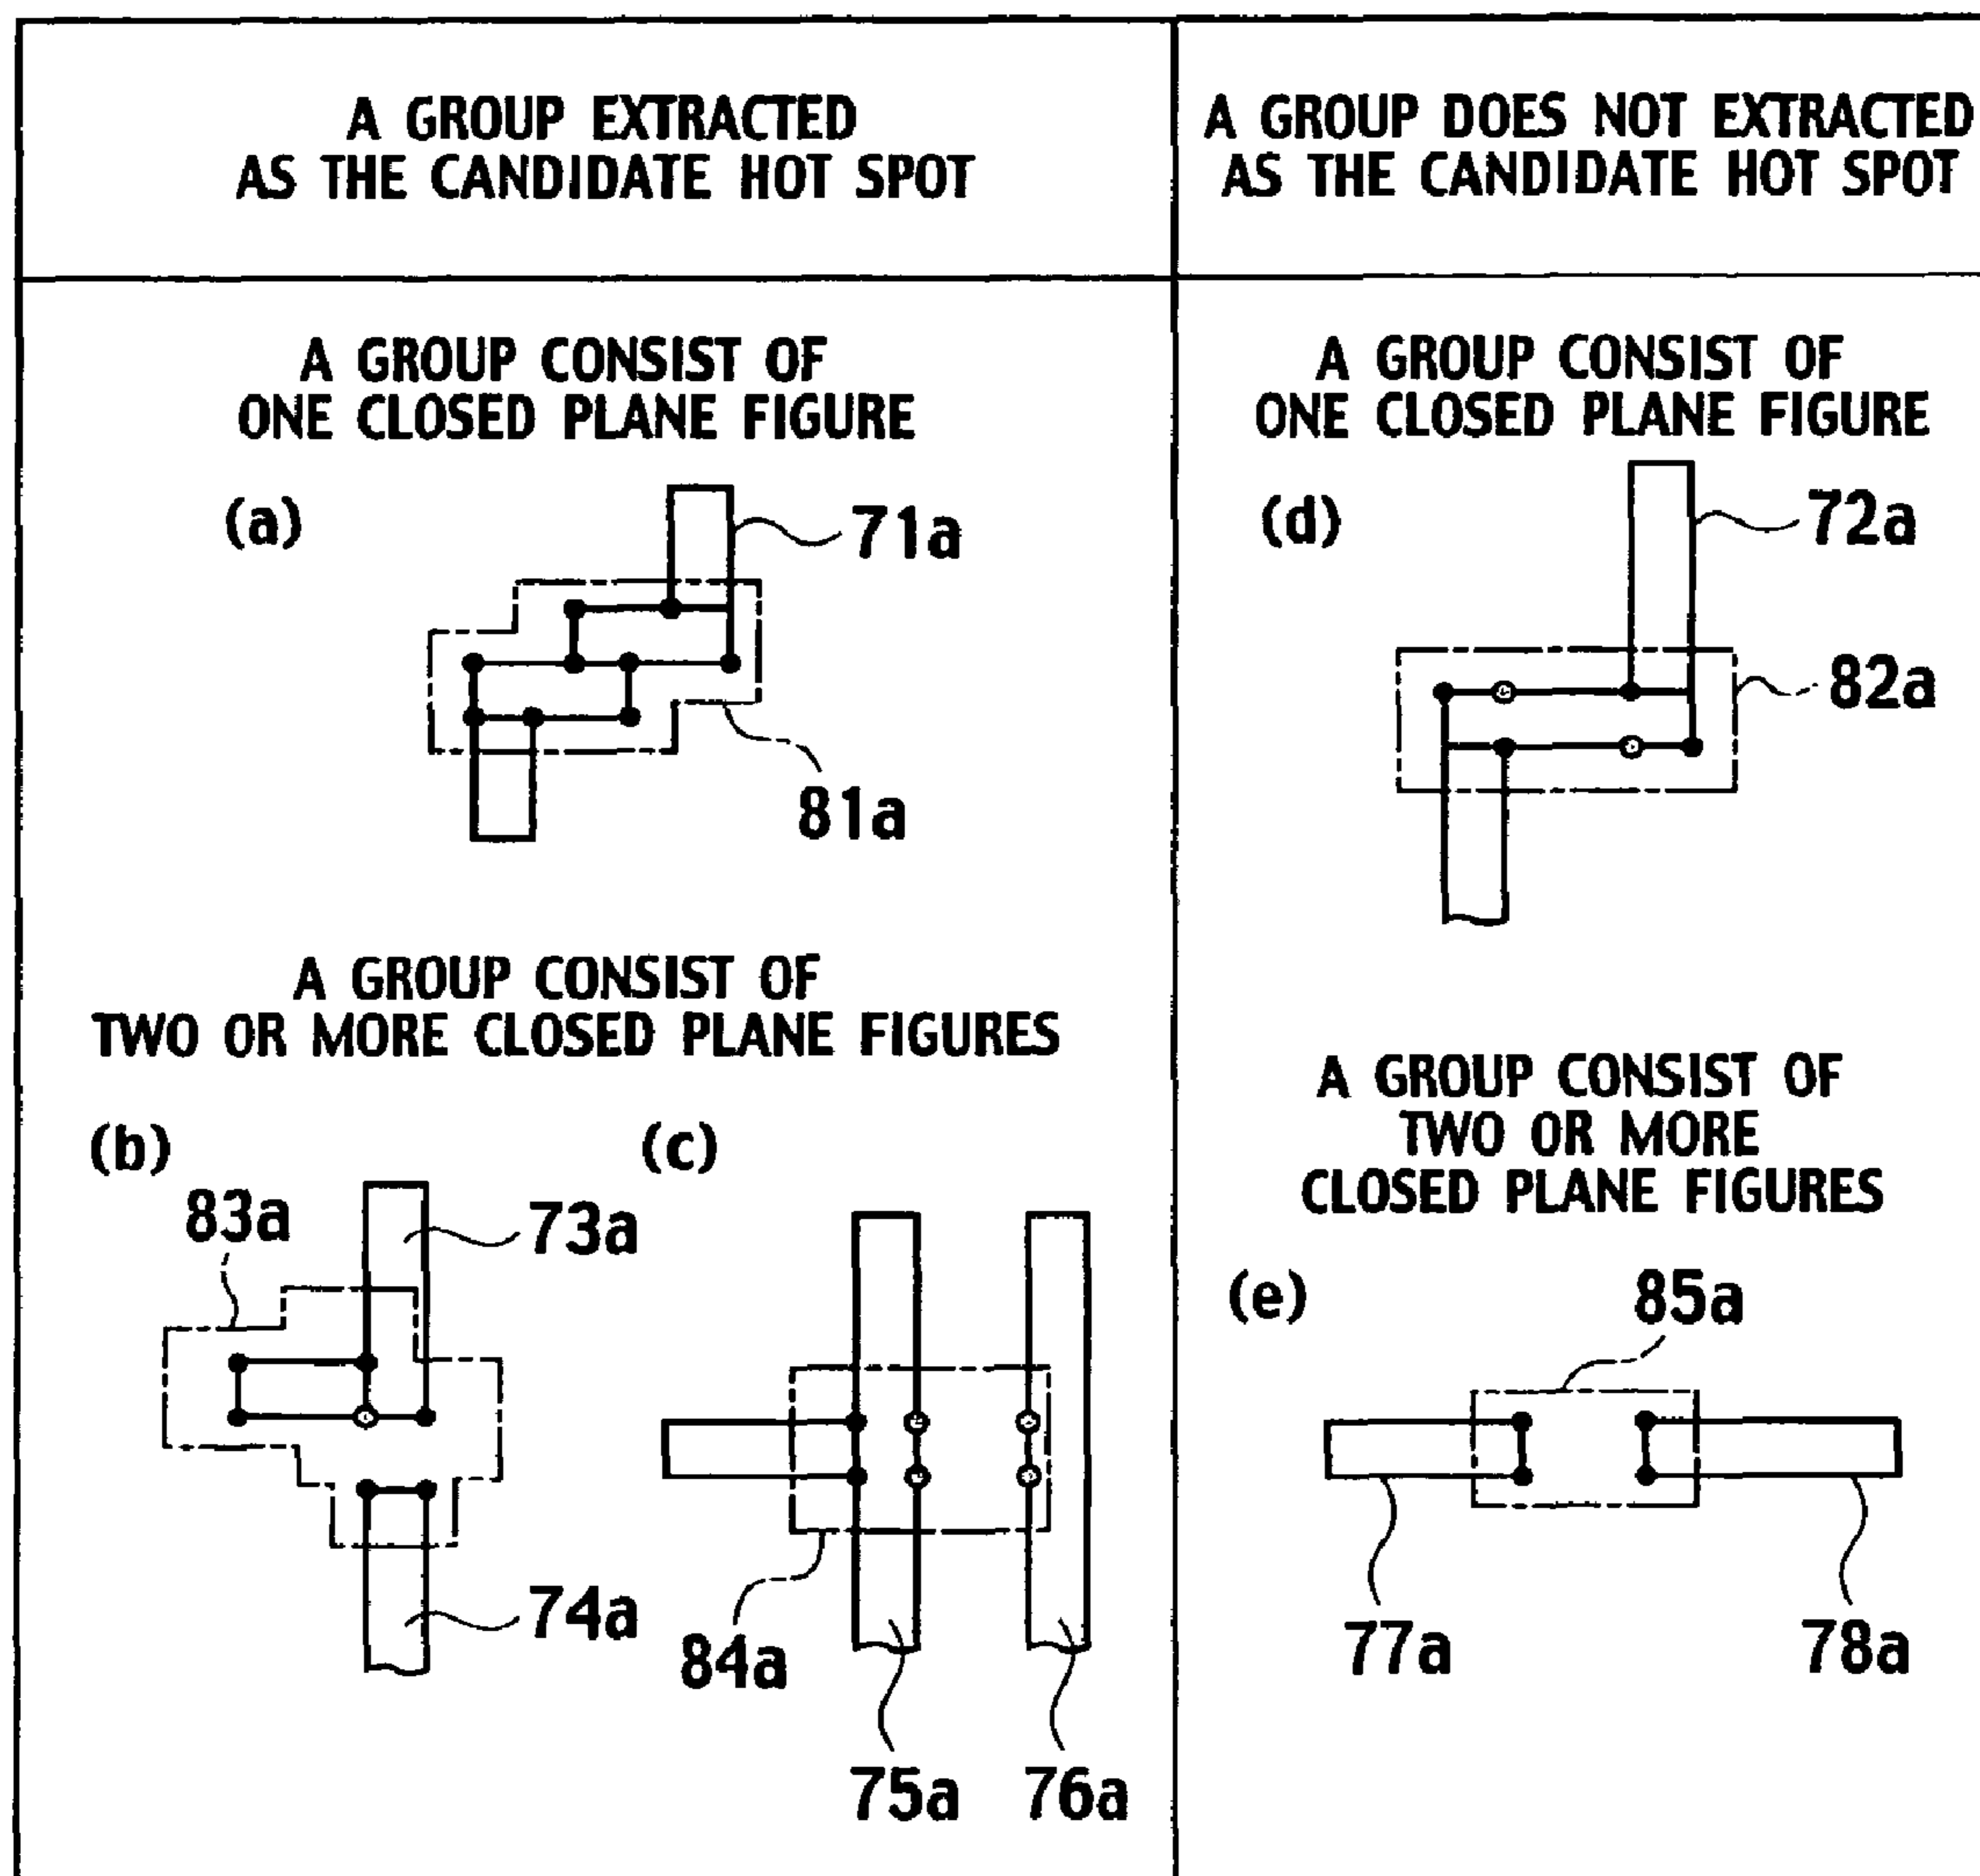 A GROUP EXTRACTED
AS THE CANDIDATE HOT SPOT
A GROUP DOES NOT EXTRACTED
AS THE CANDIDATE HOT SPOT
A GROUP CONSIST OF
ONE CLOSED PLANE FIGURE
(a)
71a
81a
A GROUP CONSIST OF
TWO OR MORE CLOSED PLANE FIGURES
(b)
83a
73a
74a
(c)
84a
75a
76a
A GROUP CONSIST OF
ONE CLOSED PLANE FIGURE
(d)
72a
82a
A GROUP CONSIST OF
TWO OR MORE
CLOSED PLANE FIGURES
(e)
85a
77a
78a